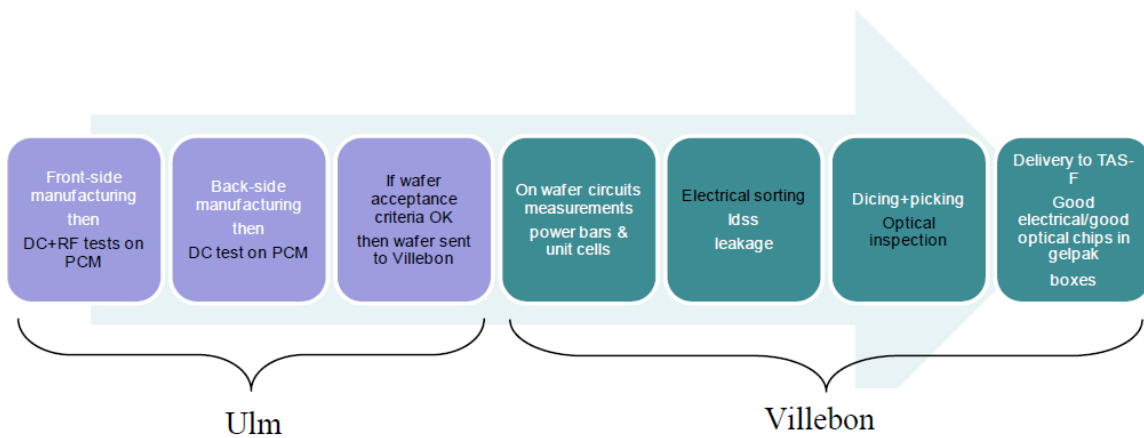 Front-side
manufacturing
then
DC+RF tests on
PCM
Back-side
manufacturing
then
DC test on PCM
If wafer
acceptance
criteria OK
then wafer sent
to Villebon
On wafer circuits
measurements
power bars &
unit cells
Electrical sorting
Idss
leakage
Dicing+picking
Optical
inspection
Delivery to TAS-
F
Good
electrical/good
optical chips in
gelpak
boxes
Ulm
Villebon